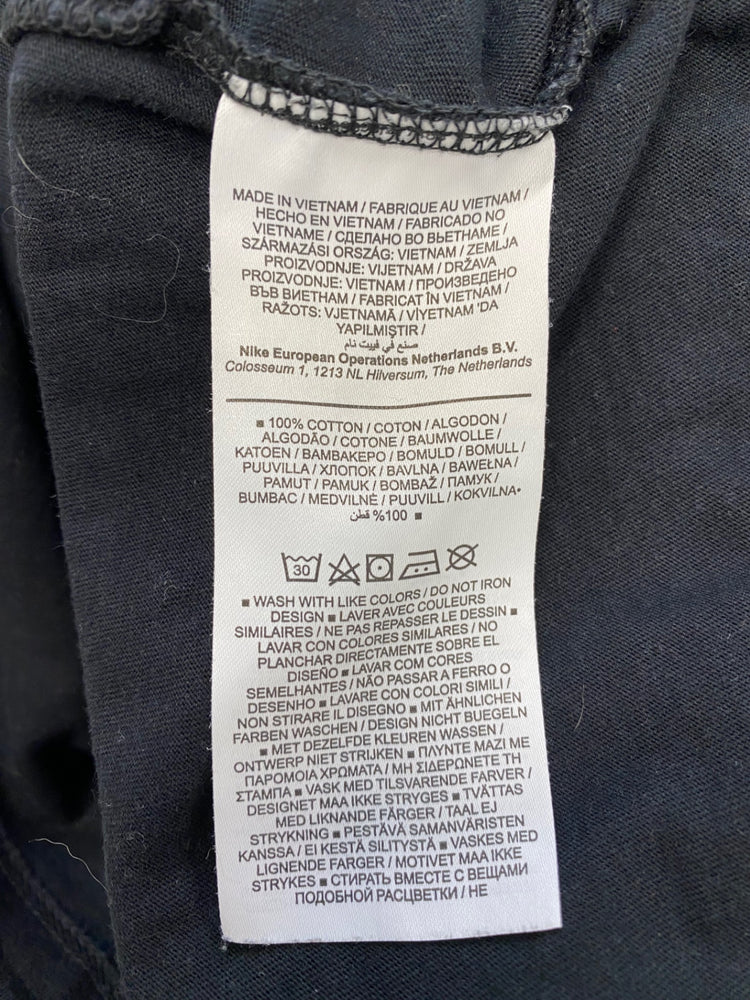 MADE IN VIETNAM / FABRIQUE AU VIETNAM /
HECHO EN VIETNAM / FABRICADO NO
VIETNAME / СДЕЛАНО ВО ВЬЕТНАМЕ /
SZÁRMAZÁSI ORSZÁG: VIETNAM / ZEMLJA
PROIZVODNJE: VIJETNAM / DRŽAVA
PROIZVODNJE: VIETNAM / ПРОИЗВЕДЕНО
ВЪВ ВИЕТНАМ / FABRICAT ÎN VIETNAM /
RAŽOTS: VJETNAMĀ / VİYETNAM 'DA
YAPILMIŞTIR /
صنع في فييت نام
Nike European Operations Netherlands B.V.
Colosseum 1, 1213 NL Hilversum, The Netherlands
■ 100% COTTON / COTON / ALGODON /
ALGODÃO / COTONE / BAUMWOLLE /
KATOEN / ΒΑΜΒΑΚΕΡΟ / BOMULD / BOMULL /
PUUVILLA / ХЛОПОК / BAVLNA / BAWEŁNA /
PAMUT / PAMUK / BOMBAŽ / ПАМУК /
BUMBAC / MEDVILNĖ / PUUVILL / KOKVILNA•
100% قطن ■
30
■ WASH WITH LIKE COLORS / DO NOT IRON
DESIGN ■ LAVER AVEC COULEURS
SIMILAIRES / NE PAS REPASSER LE DESSIN ■
LAVAR CON COLORES SIMILARES / NO
PLANCHAR DIRECTAMENTE SOBRE EL
DISEÑO ■ LAVAR COM CORES
SEMELHANTES / NÃO PASSAR A FERRO O
DESENHO ■ LAVARE CON COLORI SIMILI /
NON STIRARE IL DISEGNO ■ MIT ÄHNLICHEN
FARBEN WASCHEN / DESIGN NICHT BUEGELN
■ MET DEZELFDE KLEUREN WASSEN /
ONTWERP NIET STRIJKEN ■ ΠΛΥΝΤΕ ΜΑΖΙ ΜΕ
ΠΑΡΟΜΟΙΑ ΧΡΩΜΑΤΑ / ΜΗ ΣΙΔΕΡΩΝΕΤΕ ΤΗ
ΣΤΑΜΠΑ ■ VASK MED TILSVARENDE FARVER /
DESIGNET MAA IKKE STRYGES ■ TVÄTTAS
MED LIKNANDE FÄRGER / TAAL EJ
STRYKNING ■ PESTÄVÄ SAMANVÄRISTEN
KANSSA / EI KESTÄ SILITYSTÄ ■ VASKES MED
LIGNENDE FARGER / MOTIVET MAA IKKE
STRYKES ■ СТИРАТЬ ВМЕСТЕ С ВЕЩАМИ
ПОДОБНОЙ РАСЦВЕТКИ / НЕ